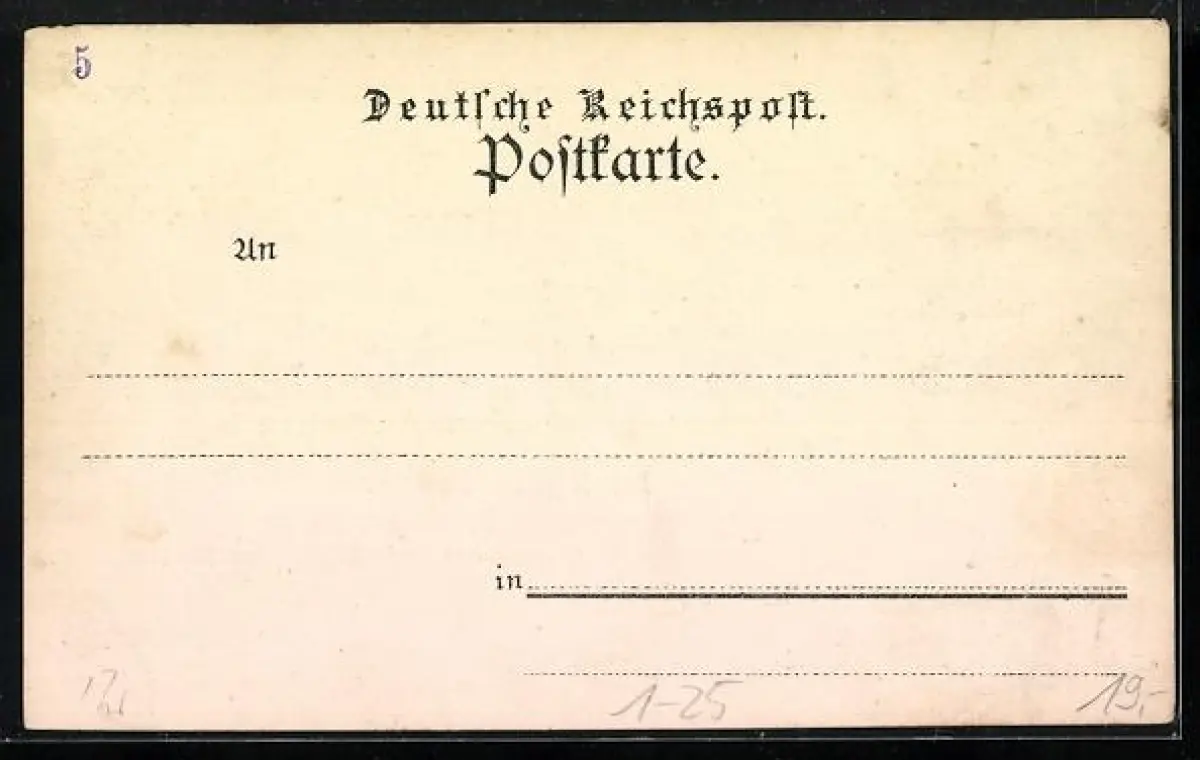 5
Deutſche Reichspoſt.
Poſtkarte.
An
in
1-25
19,-